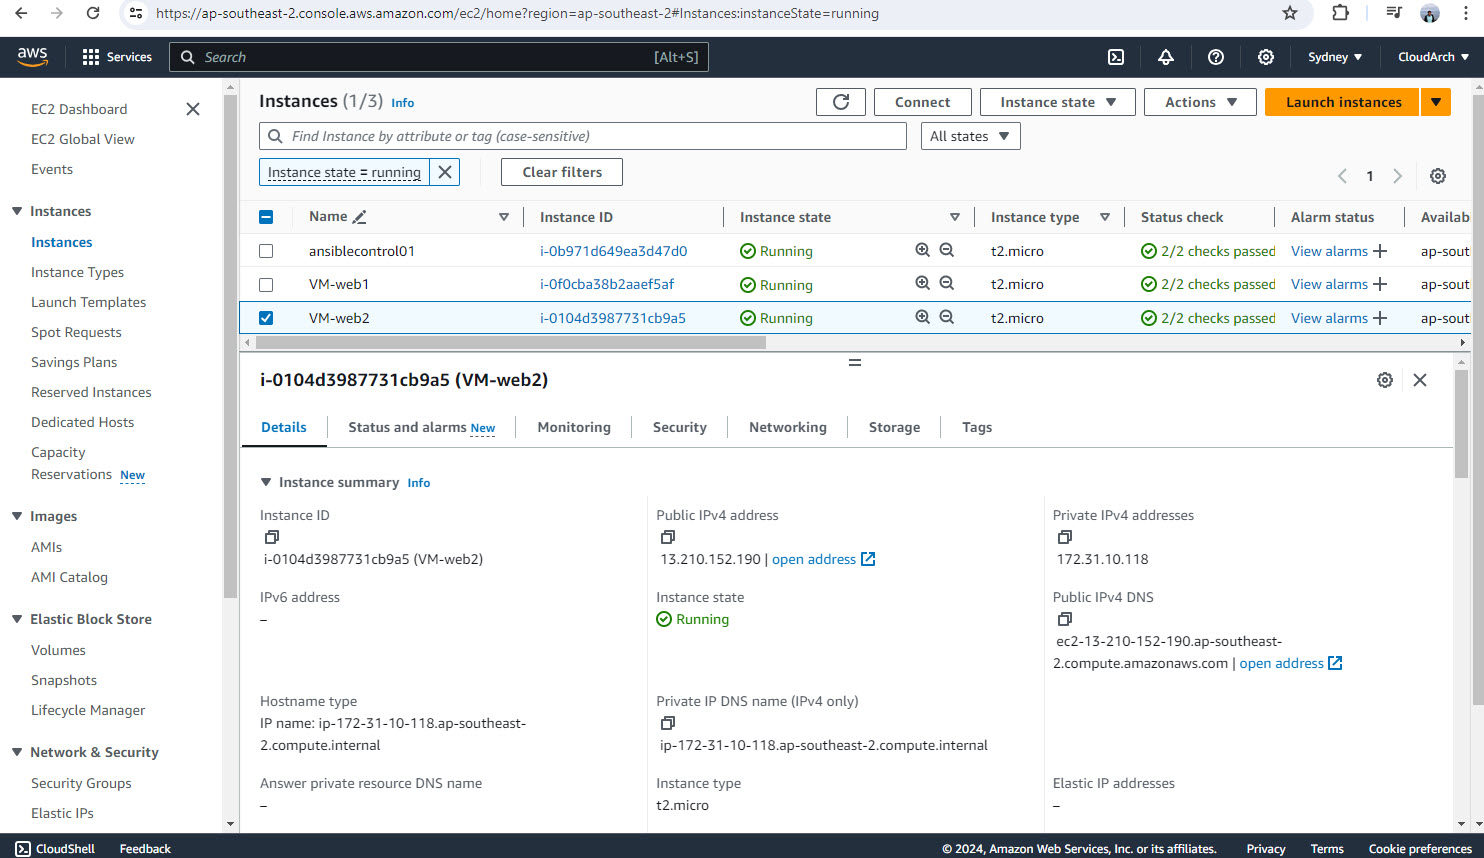 https://ap-southeast-2.console.aws.amazon.com/ec2/home?region=ap-southeast-2#Instances:instanceState=running
aws Services Search [Alt+S] Sydney CloudArch
EC2 Dashboard
EC2 Global View
Events
Instances
Instances
Instance Types
Launch Templates
Spot Requests
Savings Plans
Reserved Instances
Dedicated Hosts
Capacity
Reservations New
Images
AMIs
AMI Catalog
Elastic Block Store
Volumes
Snapshots
Lifecycle Manager
Network & Security
Security Groups
Elastic IPs
Instances (1/3) Info Connect Instance state Actions Launch instances
Find Instance by attribute or tag (case-sensitive) All states
Instance state = running Clear filters 1
Name Instance ID Instance state Instance type Status check Alarm status Availab
ansiblecontrol01 i-0b971d649ea3d47d0 Running t2.micro 2/2 checks passed View alarms ap-sout
VM-web1 i-0f0cba38b2aaef5af Running t2.micro 2/2 checks passed View alarms ap-sout
VM-web2 i-0104d3987731cb9a5 Running t2.micro 2/2 checks passed View alarms ap-sout
i-0104d3987731cb9a5 (VM-web2)
Details Status and alarms New Monitoring Security Networking Storage Tags
Instance summary Info
Instance ID
i-0104d3987731cb9a5 (VM-web2)
Public IPv4 address
13.210.152.190 | open address
Private IPv4 addresses
172.31.10.118
IPv6 address
–
Instance state
Running
Public IPv4 DNS
ec2-13-210-152-190.ap-southeast-
2.compute.amazonaws.com | open address
Hostname type
IP name: ip-172-31-10-118.ap-southeast-
2.compute.internal
Private IP DNS name (IPv4 only)
ip-172-31-10-118.ap-southeast-2.compute.internal
Answer private resource DNS name
–
Instance type
t2.micro
Elastic IP addresses
–
CloudShell Feedback © 2024, Amazon Web Services, Inc. or its affiliates. Privacy Terms Cookie preferences